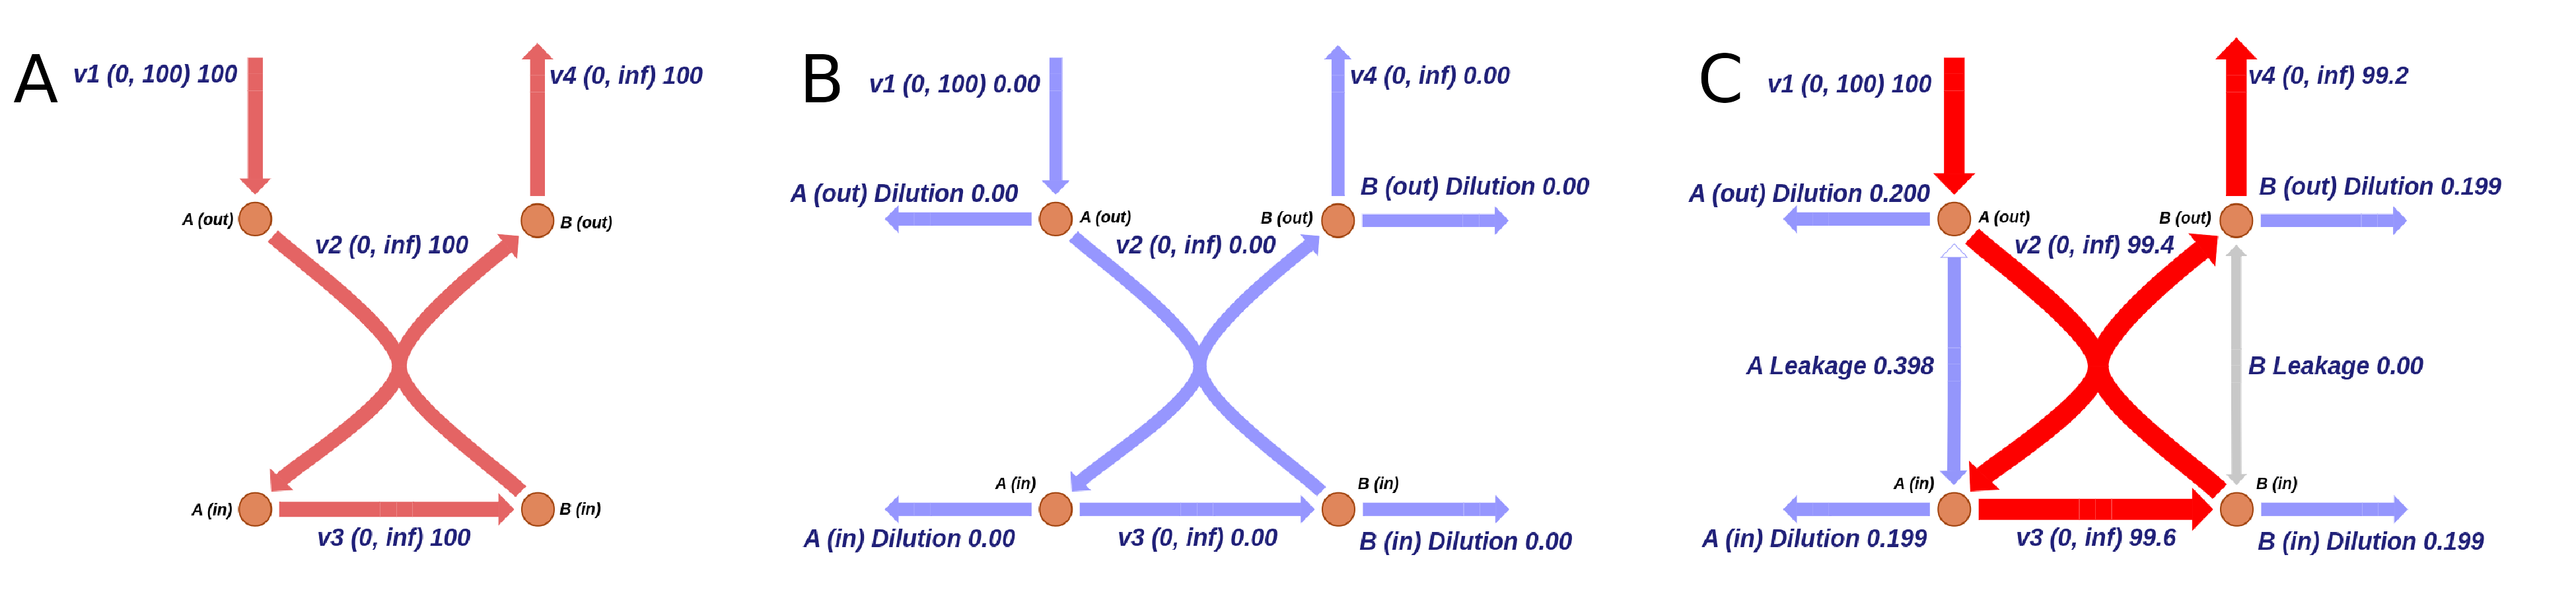 A
v1 (0, 100) 100
v4 (0, inf) 100
A (out)
B (out)
v2 (0, inf) 100
A (in)
B (in)
v3 (0, inf) 100
B
v1 (0, 100) 0.00
v4 (0, inf) 0.00
A (out) Dilution 0.00
B (out) Dilution 0.00
A (out)
B (out)
v2 (0, inf) 0.00
A (in)
B (in)
A (in) Dilution 0.00
v3 (0, inf) 0.00
B (in) Dilution 0.00
C
v1 (0, 100) 100
v4 (0, inf) 99.2
A (out) Dilution 0.200
B (out) Dilution 0.199
A (out)
B (out)
v2 (0, inf) 99.4
A Leakage 0.398
B Leakage 0.00
A (in)
B (in)
A (in) Dilution 0.199
v3 (0, inf) 99.6
B (in) Dilution 0.199